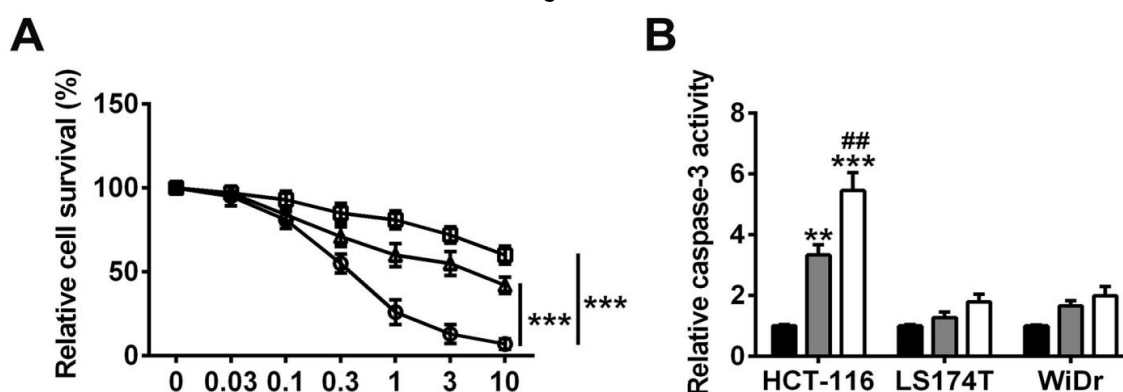 A
Relative cell survival (%)
150
100
50
0
0 0.03 0.1 0.3 1 3 10
***
***
B
Relative caspase-3 activity
8
6
4
2
0
**
##
***
HCT-116 LS174T WiDr